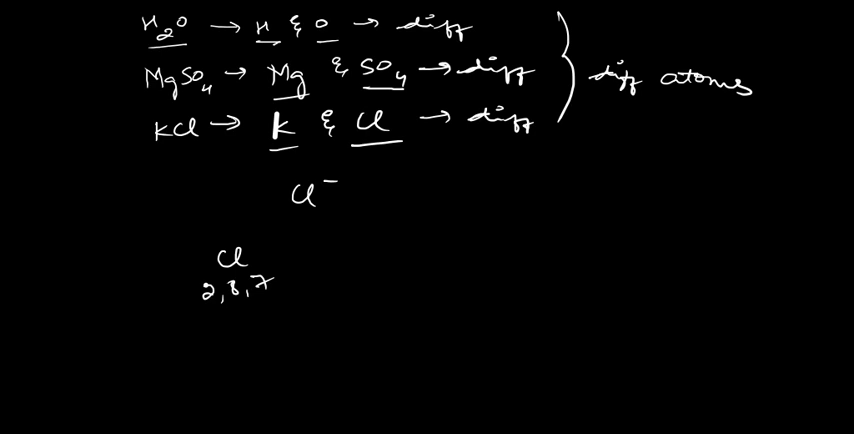 H₂O → H & O → diff
MgSO₄ → Mg & SO₄ → diff } diff atoms
KCl → K & Cl → diff
Cl⁻
Cl
2,8,7